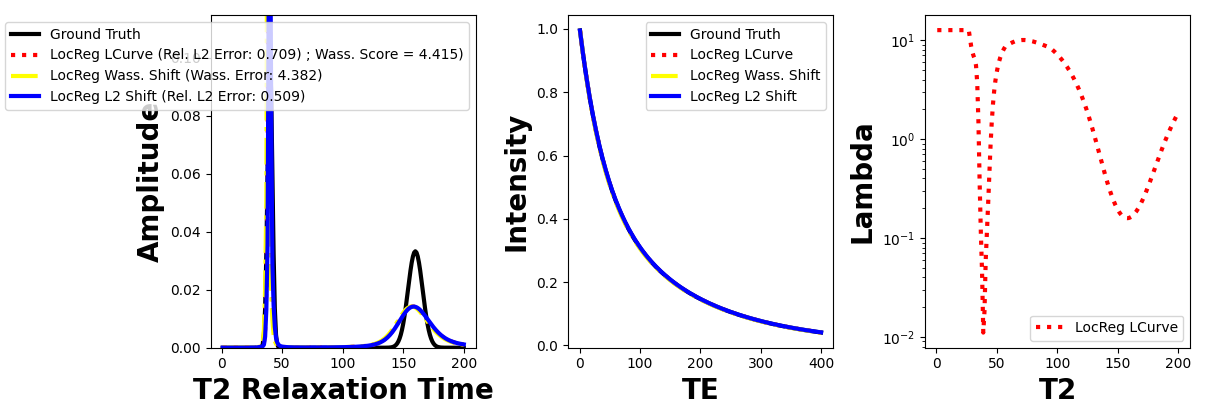 Ground Truth
LocReg LCurve (Rel. L2 Error: 0.709) ; Wass. Score = 4.415)
LocReg Wass. Shift (Wass. Error: 4.382)
LocReg L2 Shift (Rel. L2 Error: 0.509)
Amplitude
0.10
0.08
0.06
0.04
0.02
0.00
0
50
100
150
200
T2 Relaxation Time
Ground Truth
LocReg LCurve
LocReg Wass. Shift
LocReg L2 Shift
Intensity
1.0
0.8
0.6
0.4
0.2
0.0
0
100
200
300
400
TE
Lambda
10¹
10⁰
10⁻¹
10⁻²
LocReg LCurve
0
50
100
150
200
T2